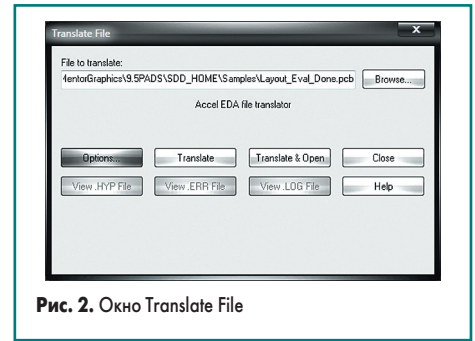 Translate File
x
File to translate:
MentorGraphics\9.5PADS\SDD_HOME\Samples\Layout_Eval_Done.pcb Browse...
Accel EDA file translator
Options... Translate Translate & Open Close
View .HYP File View .ERR File View .LOG File Help
Рис. 2. Окно Translate File